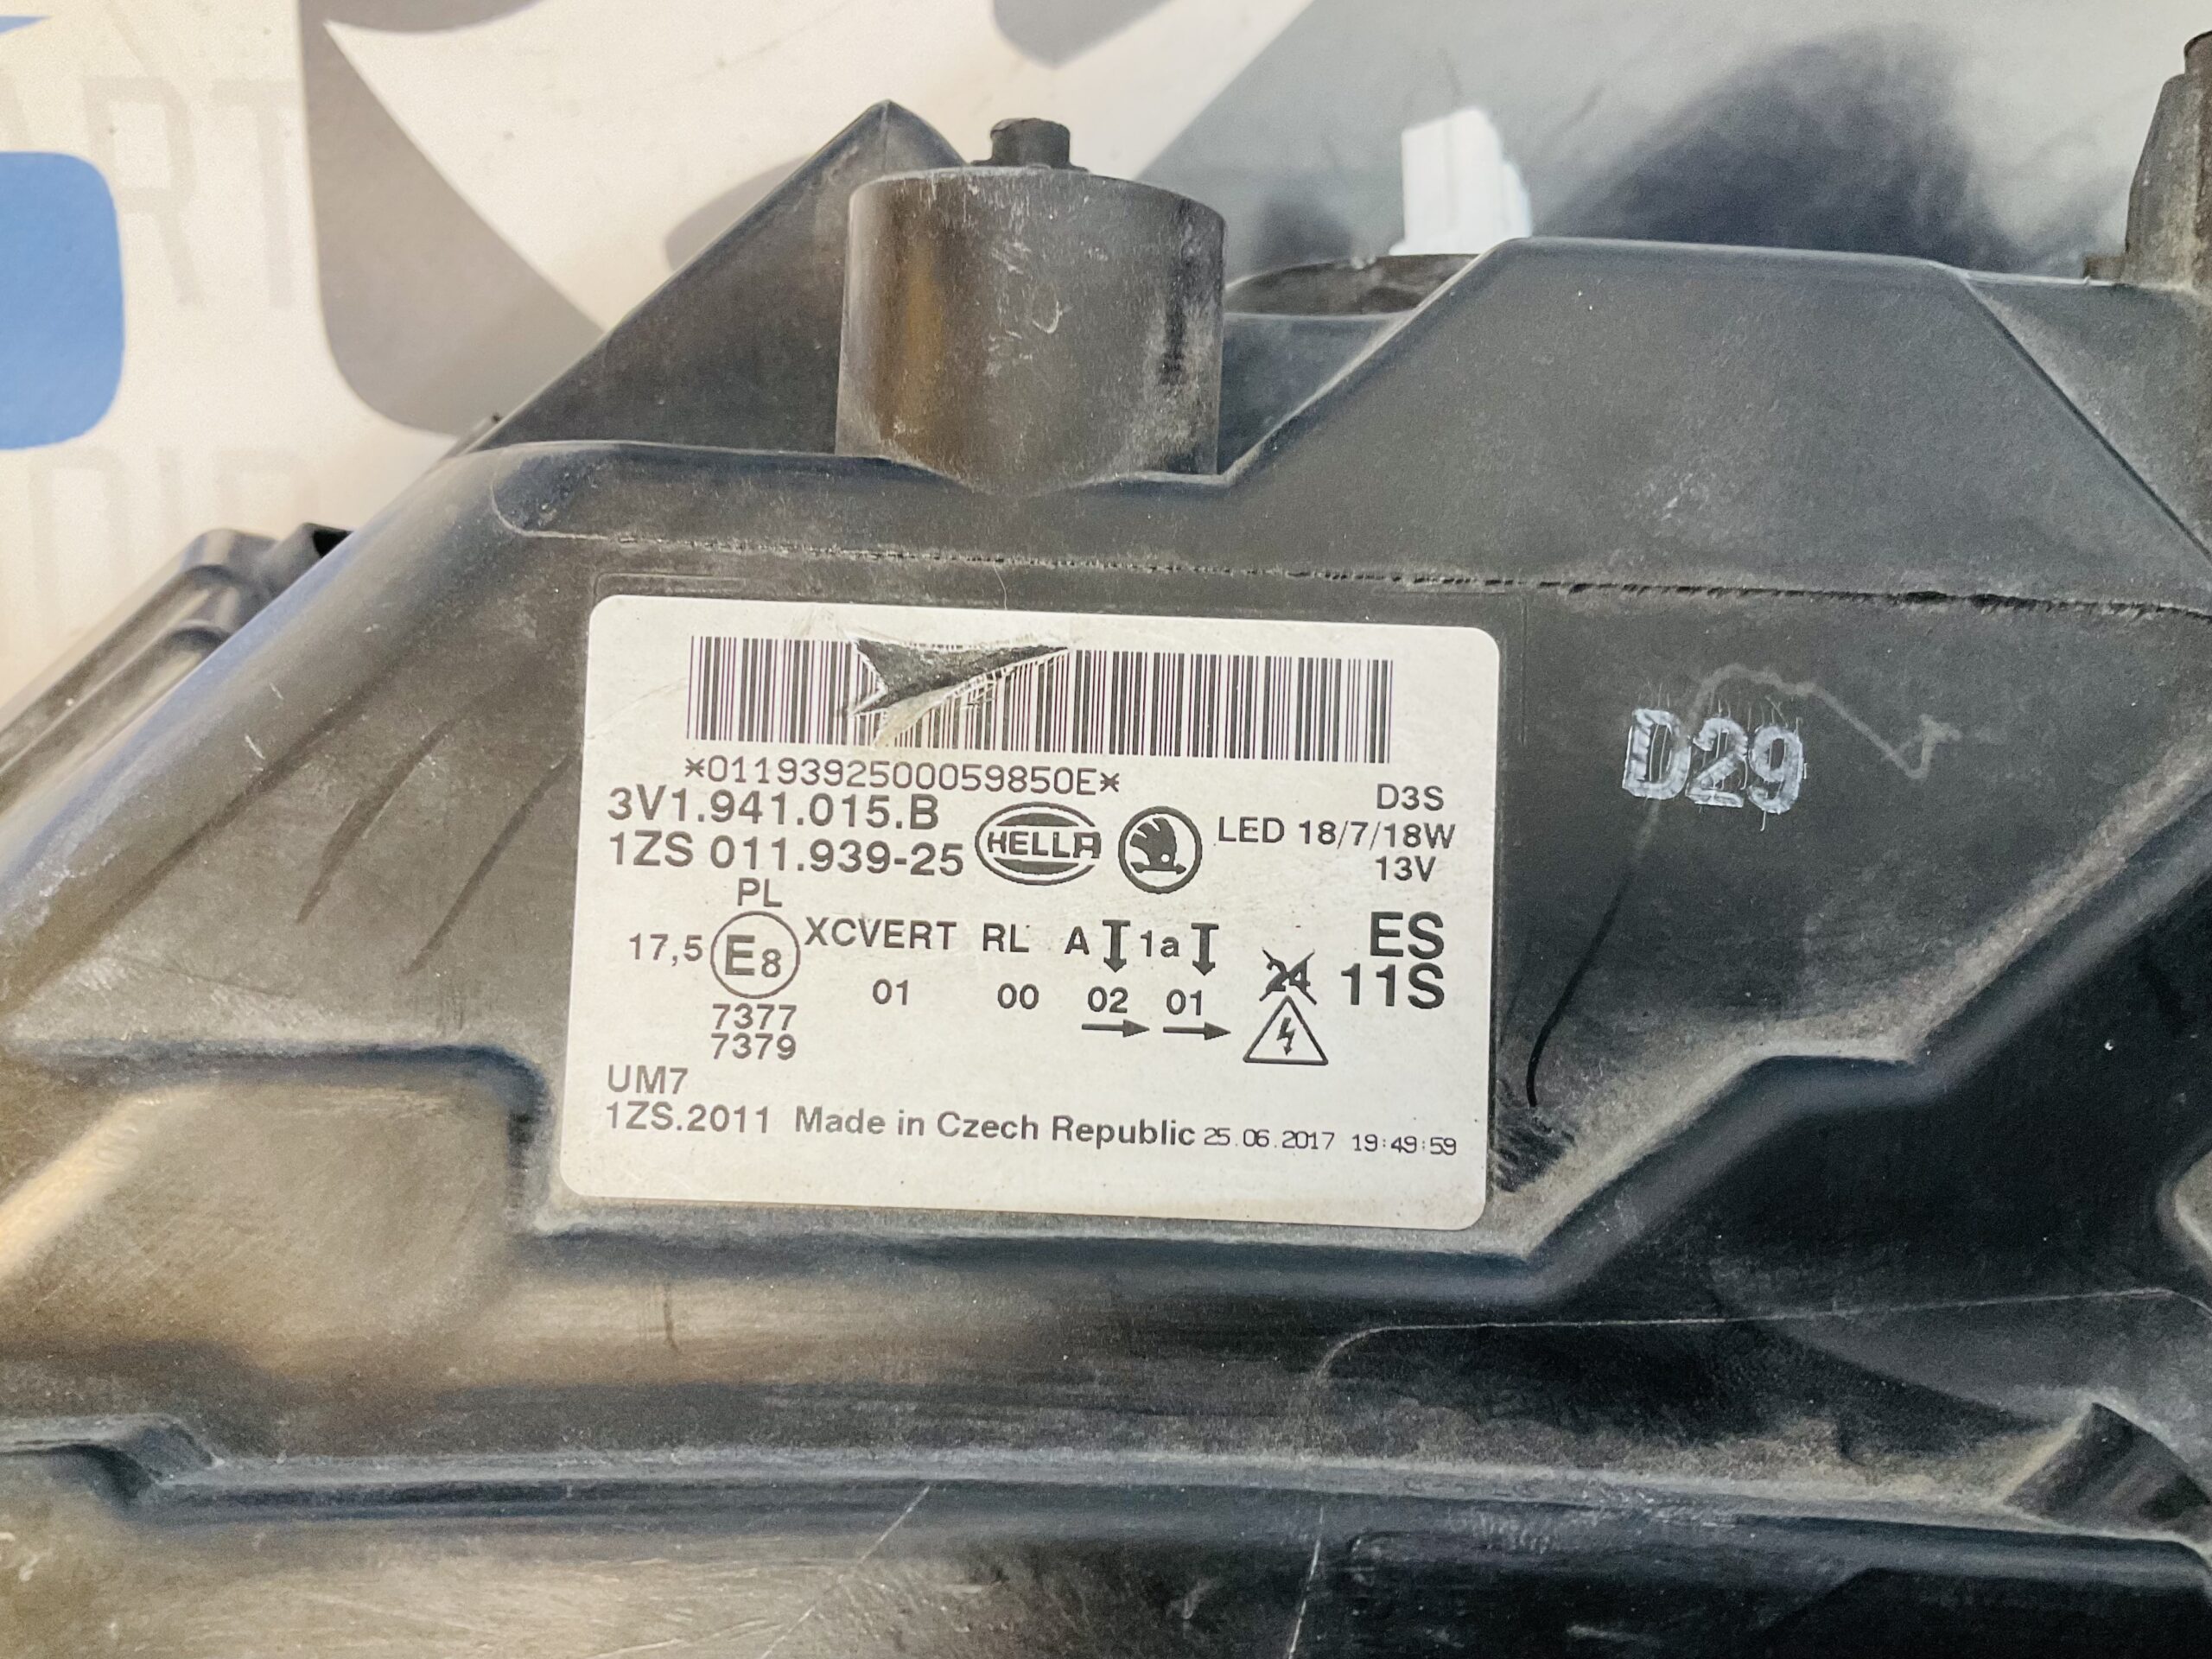 ART
*0119392500059850E*
3V1.941.015.B
1ZS 011.939-25
HELLA
D3S
LED 18/7/18W
13V
PL
17,5 E8 XCVERT RL A 1a
01 00 02 01
24
ES
11S
7377
7379
UM7
1ZS.2011 Made in Czech Republic 25.06.2017 19:49:59
D29